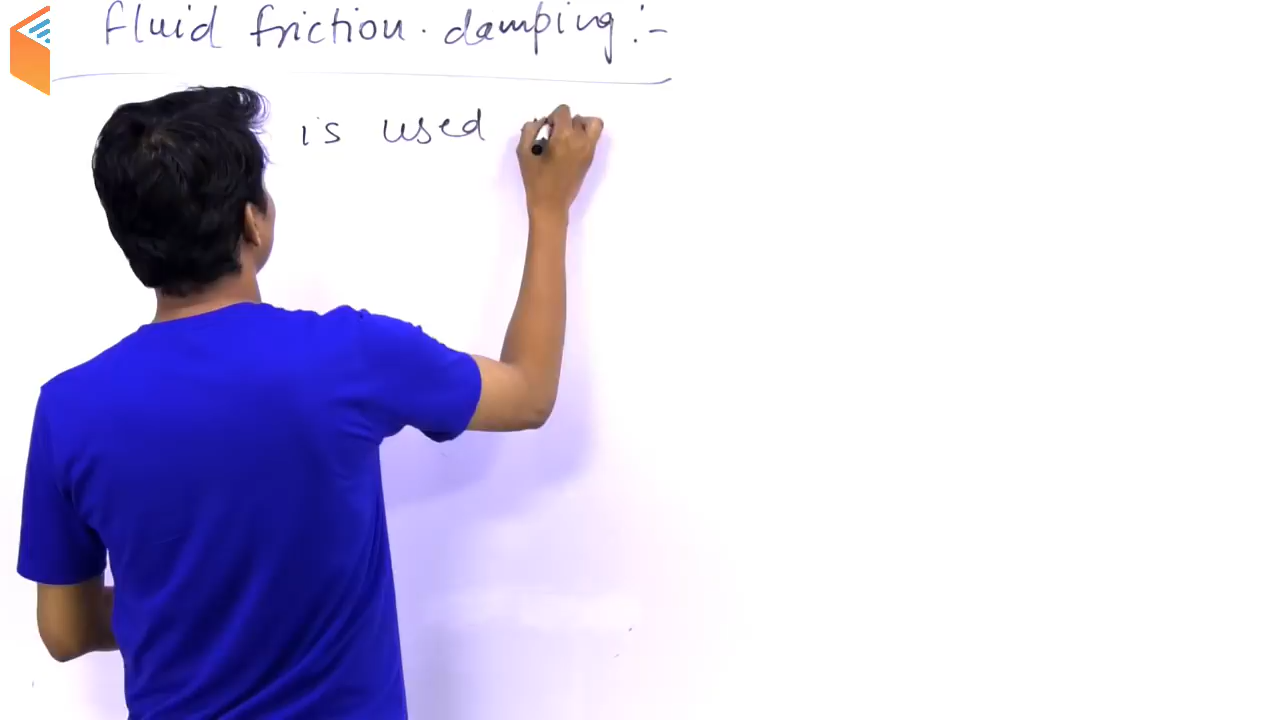 fluid friction. damping :-
is used